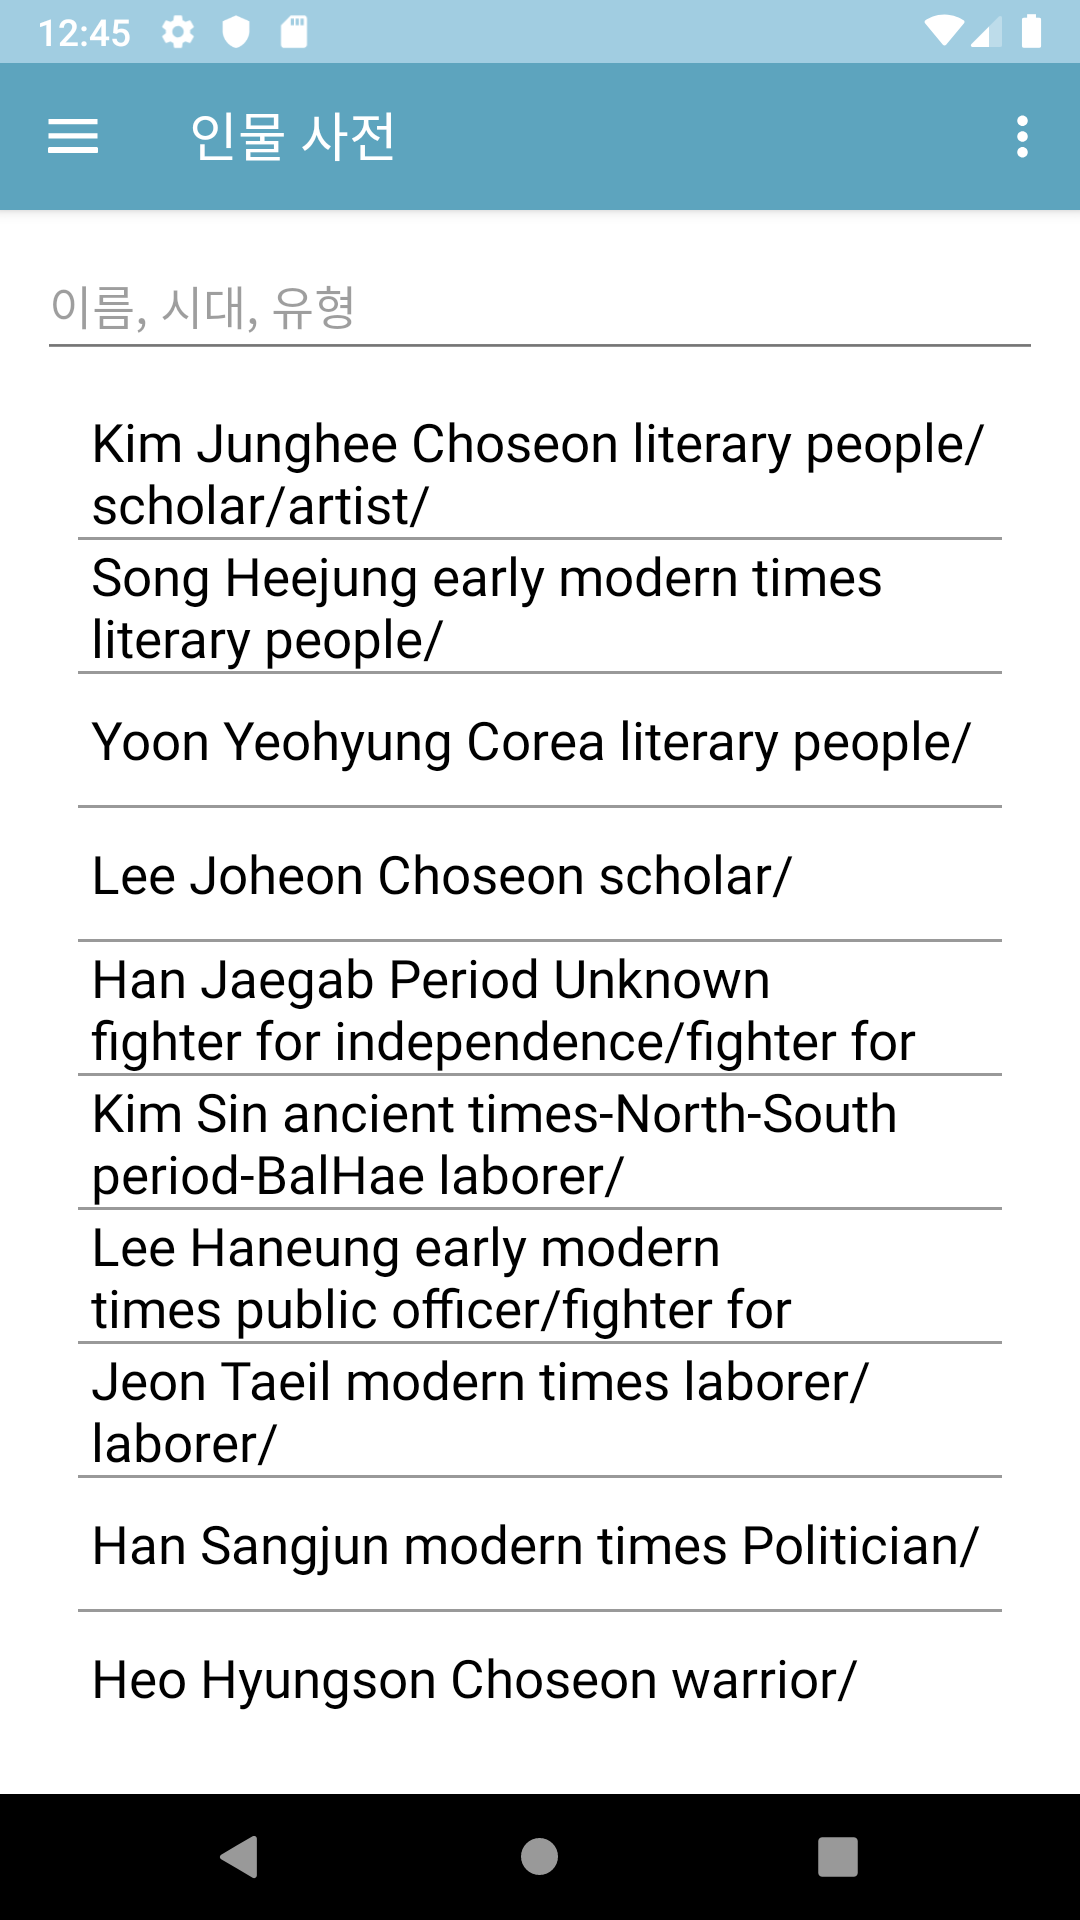 12:45
인물 사전
이름, 시대, 유형
Kim Junghee Choseon literary people/
scholar/artist/
Song Heejung early modern times
literary people/
Yoon Yeohyung Corea literary people/
Lee Joheon Choseon scholar/
Han Jaegab Period Unknown
fighter for independence/fighter for
Kim Sin ancient times-North-South
period-BalHae laborer/
Lee Haneung early modern
times public officer/fighter for
Jeon Taeil modern times laborer/
laborer/
Han Sangjun modern times Politician/
Heo Hyungson Choseon warrior/